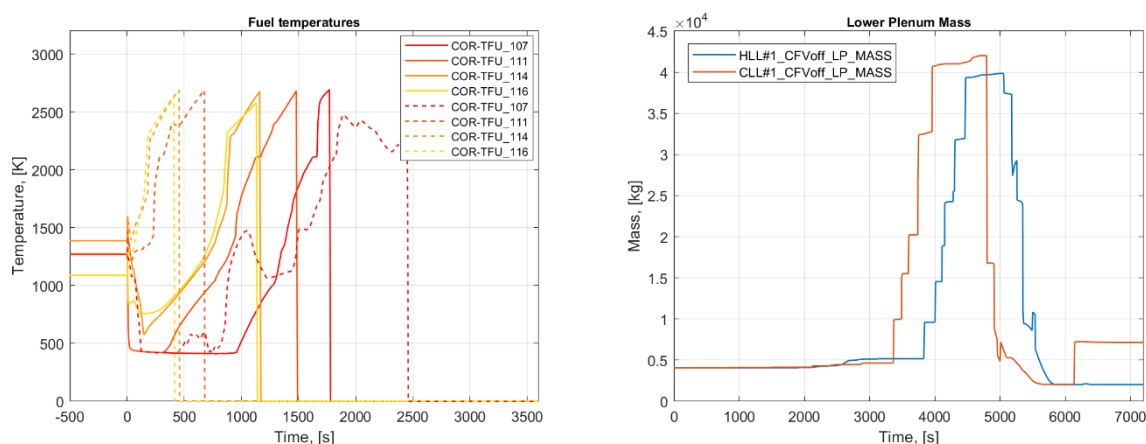 Fuel temperatures
COR-TFU_107
COR-TFU_111
COR-TFU_114
COR-TFU_116
COR-TFU_107
COR-TFU_111
COR-TFU_114
COR-TFU_116
Temperature, [K]
3000
2500
2000
1500
1000
500
0
-500 0 500 1000 1500 2000 2500 3000 3500
Time, [s]
Lower Plenum Mass
×10⁴
HLL#1_CFVoff_LP_MASS
CLL#1_CFVoff_LP_MASS
Mass, [kg]
4.5
4
3.5
3
2.5
2
1.5
1
0.5
0
0 1000 2000 3000 4000 5000 6000 7000
Time, [s]